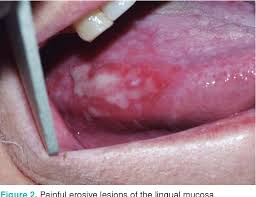 Figure 2. Painful erosive lesions of the lingual mucosa.